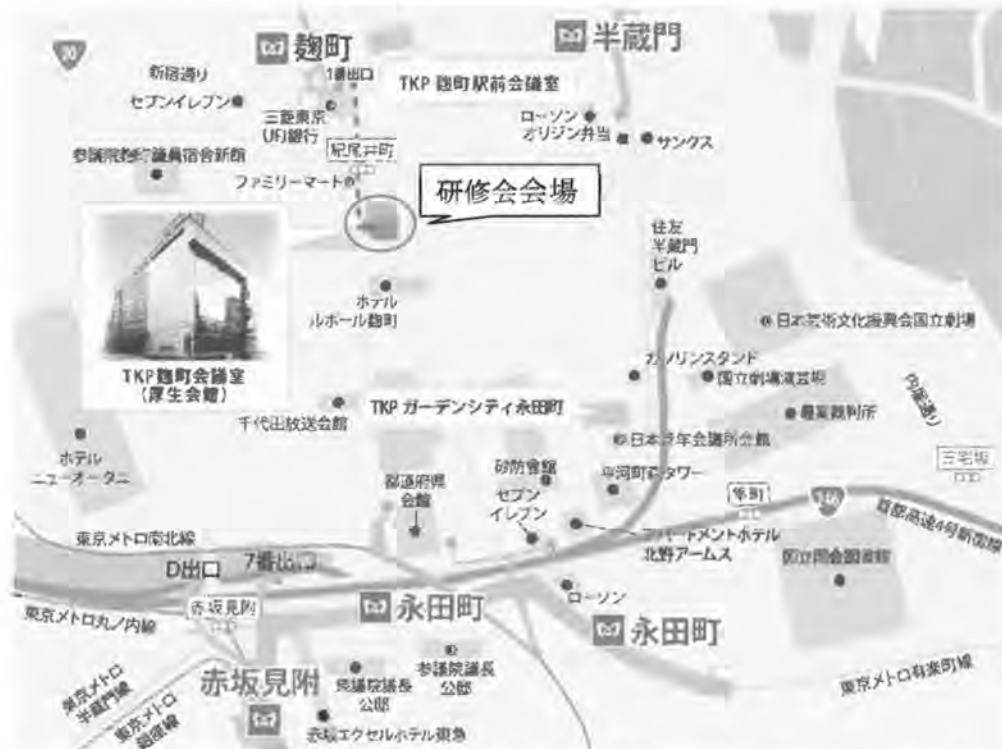 20
麹町
半蔵門
新宿通り
1番出口
TKP 麹町駅前会議室
セブンイレブン
三菱東京
UFJ銀行
ローソン
オリジン弁当
サンクス
紀尾井町
参議院麹町議員宿舎新館
ファミリーマート
研修会会場
住友
半蔵門
ビル
ホテル
ルポール麹町
日本芸術文化振興会国立劇場
TKP麹町会議室
(厚生会館)
ガソリンスタンド
国立劇場演芸場
内堀通り
千代田放送会館
TKP ガーデンシティ永田町
最高裁判所
ホテル
ニューオータニ
日本青年会議所会館
三宅坂
砂防会館
平河町森タワー
都道府県
会館
セブン
イレブン
隼町
246
首都高速4号新宿線
東京メトロ南北線
アパートメントホテル
北野アームス
D出口
7番出口
国立国会図書館
ローソン
赤坂見附
永田町
東京メトロ丸ノ内線
永田町
参議院議長
公邸
赤坂見附
衆議院議長
公邸
東京メトロ有楽町線
東京メトロ
半蔵門線
東京メトロ
銀座線
赤坂エクセルホテル東急